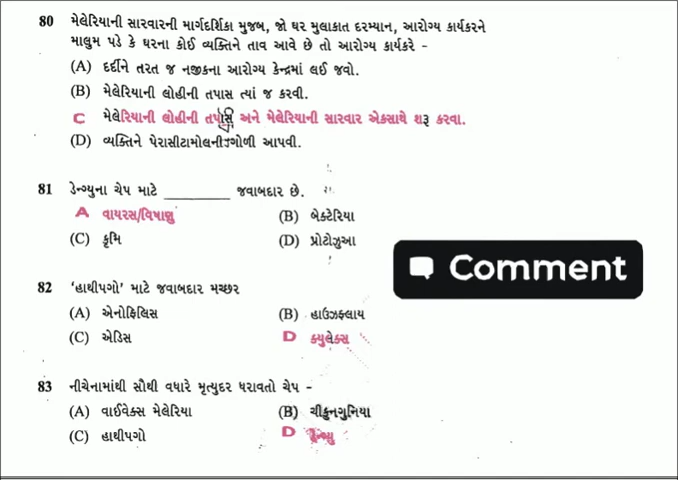 80 મેલેરિયાની સારવારની માર્ગદર્શિકા મુજબ, જો ઘર મુલાકાત દરમ્યાન, આરોગ્ય કાર્યકરને
માલુમ પડે કે ઘરના કોઈ વ્યક્તિને તાવ આવે છે તો આરોગ્ય કાર્યકરે -
(A) દર્દીને તરત જ નજીકના આરોગ્ય કેન્દ્રમાં લઈ જવો.
(B) મેલેરિયાની લોહીની તપાસ ત્યાં જ કરવી.
C મેલેરિયાની લોહીની તપાસ અને મેલેરિયાની સારવાર એક્સાથે શરૂ કરવા.
(D) વ્યક્તિને પેરાસીટામોલની ગોળી આપવી.
81 ડેન્ગ્યુના ચેપ માટે ________ જવાબદાર છે.
A વાયરસ/વિષાણુ (B) બેક્ટેરિયા
(C) કૃમિ (D) પ્રોટોઝુઆ
Comment
82 'હાથીપગો' માટે જવાબદાર મચ્છર
(A) એનોફિલિસ (B) હાઉઝફ્લાય
(C) એડિસ D ક્યુલેક્સ
83 નીચેનામાંથી સૌથી વધારે મૃત્યુદર ધરાવતો ચેપ -
(A) વાઈવેક્સ મેલેરિયા (B) ચીકુનગુનિયા
(C) હાથીપગો D